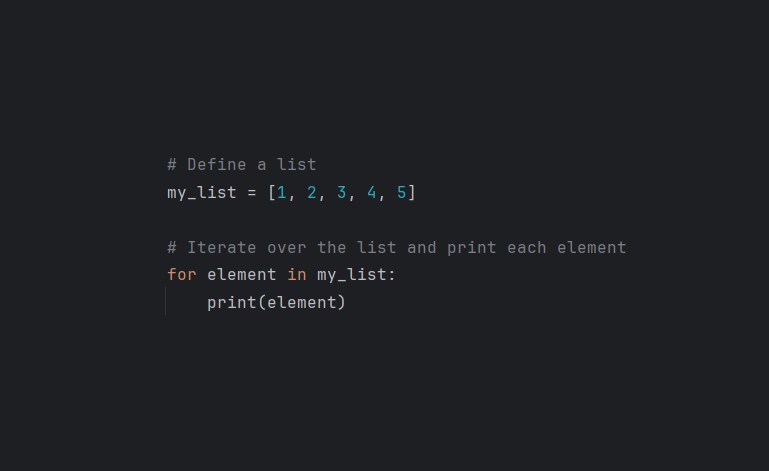 # Define a list
my_list = [1, 2, 3, 4, 5]
# Iterate over the list and print each element
for element in my_list:
    print(element)